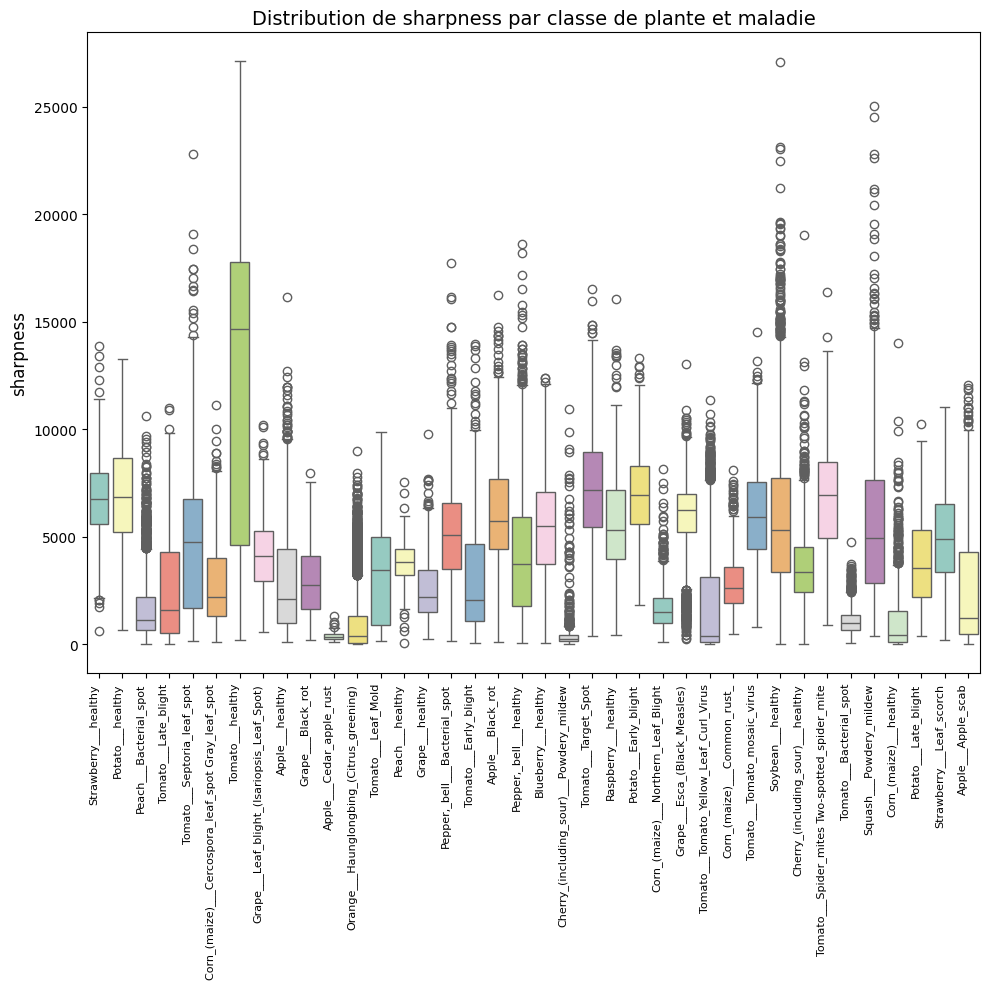 Distribution de sharpness par classe de plante et maladie
sharpness
25000
20000
15000
10000
5000
0
Strawberry___healthy
Potato___healthy
Peach___Bacterial_spot
Tomato___Late_blight
Tomato___Septoria_leaf_spot
Corn_(maize)___Cercospora_leaf_spot Gray_leaf_spot
Tomato___healthy
Grape___Leaf_blight_(Isariopsis_Leaf_Spot)
Apple___healthy
Grape___Black_rot
Apple___Cedar_apple_rust
Orange___Haunglongbing_(Citrus_greening)
Tomato___Leaf_Mold
Peach___healthy
Grape___healthy
Pepper,_bell___Bacterial_spot
Tomato___Early_blight
Apple___Black_rot
Pepper,_bell___healthy
Blueberry___healthy
Cherry_(including_sour)___Powdery_mildew
Tomato___Target_Spot
Raspberry___healthy
Potato___Early_blight
Corn_(maize)___Northern_Leaf_Blight
Grape___Esca_(Black_Measles)
Tomato___Tomato_Yellow_Leaf_Curl_Virus
Corn_(maize)___Common_rust_
Tomato___Tomato_mosaic_virus
Soybean___healthy
Cherry_(including_sour)___healthy
Tomato___Spider_mites Two-spotted_spider_mite
Tomato___Bacterial_spot
Squash___Powdery_mildew
Corn_(maize)___healthy
Potato___Late_blight
Strawberry___Leaf_scorch
Apple___Apple_scab